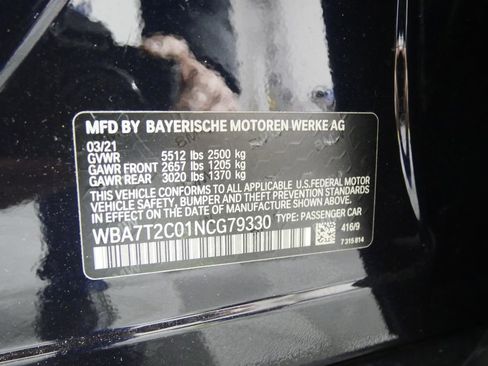 MFD BY BAYERISCHE MOTOREN WERKE AG
03/21
GVWR 5512 lbs 2500 kg
GAWR FRONT 2657 lbs 1205 kg
GAWR REAR 3020 lbs 1370 kg
THIS VEHICLE CONFORMS TO ALL APPLICABLE U.S.FEDERAL MOTOR
VEHICLE SAFETY, BUMPER, AND THEFT PREVENTION STANDARDS
IN EFFECT ON THE DATE OF MANUFACTURE SHOWN ABOVE.
WBA7T2C01NCG79330 TYPE: PASSENGER CAR
416/9
7 315 814